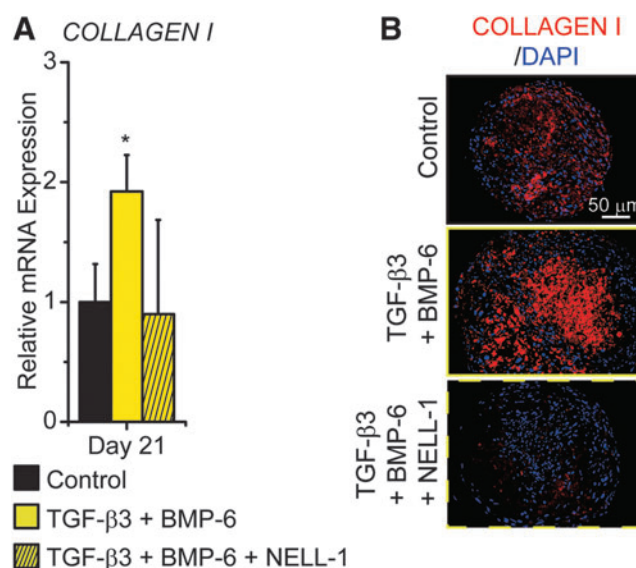 A
COLLAGEN I
Relative mRNA Expression
3
2
1
0
*
Day 21
Control
TGF-β3 + BMP-6
TGF-β3 + BMP-6 + NELL-1
B
COLLAGEN I
/DAPI
Control
50 μm
TGF-β3
+ BMP-6
TGF-β3
+ BMP-6
+ NELL-1